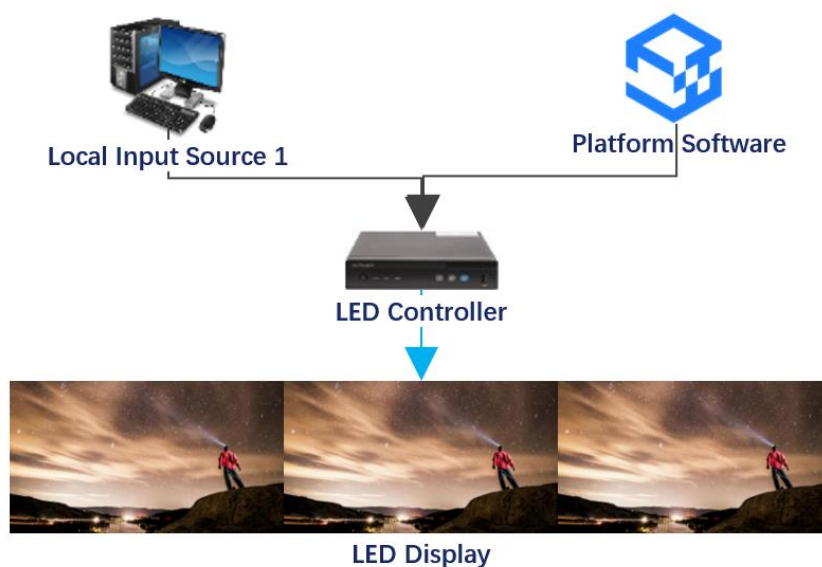 Local Input Source 1
Platform Software
LED Controller
LED Display